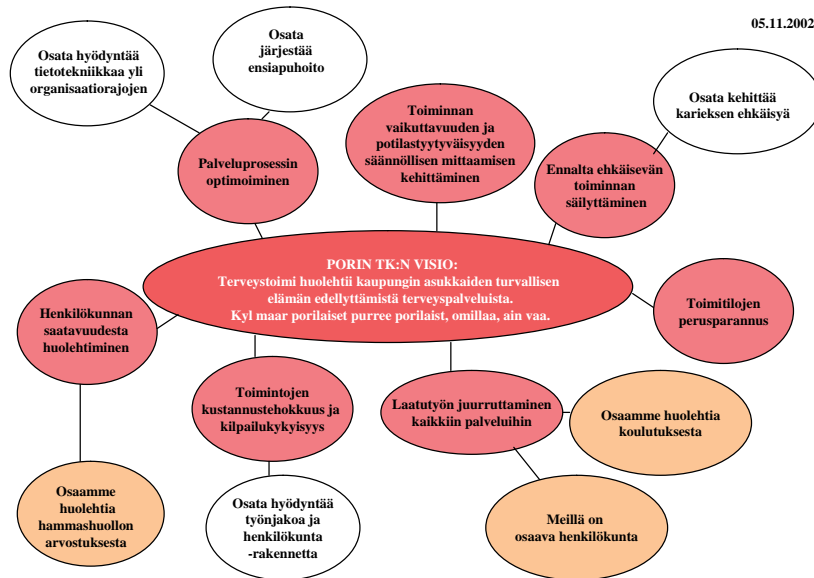 05.11.2002
Osata hyödyntää
tietotekniikkaa yli
organisaatiorajojen
Osata
järjestää
ensiapuhoito
Toiminnan
vaikuttavuuden ja
potilastyytyväisyyden
säännöllisen mittaamisen
kehittäminen
Osata kehittää
karieksen ehkäisyä
Palveluprosessin
optimoiminen
Ennalta ehkäisevän
toiminnan
säilyttäminen
PORIN TK:N VISIO:
Terveystoimi huolehtii kaupungin asukkaiden turvallisen
elämän edellyttämistä terveyspalveluista.
Kyl maar porilaiset purree porilaist, omillaa, ain vaa.
Henkilökunnan
saatavuudesta
huolehtiminen
Toimitilojen
perusparannus
Toimintojen
kustannustehokkuus ja
kilpailukykyisyys
Laatutyön juurruttaminen
kaikkiin palveluihin
Osaamme huolehtia
koulutuksesta
Osaamme
huolehtia
hammashuollon
arvostuksesta
Osata hyödyntää
työnjakoa ja
henkilökunta
-rakennetta
Meillä on
osaava henkilökunta